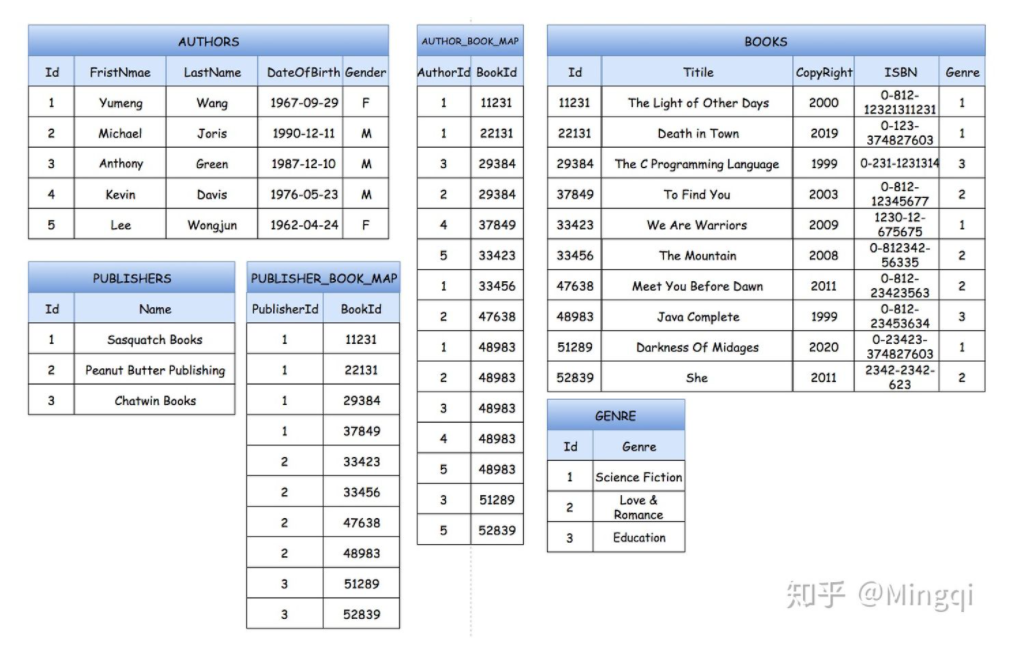 AUTHORS
Id FristNmae LastName DateOfBirth Gender
1 Yumeng Wang 1967-09-29 F
2 Michael Joris 1990-12-11 M
3 Anthony Green 1987-12-10 M
4 Kevin Davis 1976-05-23 M
5 Lee Wongjun 1962-04-24 F
PUBLISHERS
Id Name
1 Sasquatch Books
2 Peanut Butter Publishing
3 Chatwin Books
PUBLISHER_BOOK_MAP
PublisherId BookId
1 11231
1 22131
1 29384
1 37849
2 33423
2 33456
2 47638
2 48983
3 51289
3 52839
AUTHOR_BOOK_MAP
AuthorId BookId
1 11231
1 22131
3 29384
2 29384
4 37849
5 33423
1 33456
2 47638
1 48983
2 48983
3 48983
4 48983
5 48983
3 51289
5 52839
BOOKS
Id Titile CopyRight ISBN Genre
11231 The Light of Other Days 2000 0-812-
12321311231 1
22131 Death in Town 2019 0-123-
374827603 1
29384 The C Programming Language 1999 0-231-1231314 3
37849 To Find You 2003 0-812-
12345677 2
33423 We Are Warriors 2009 1230-12-
675675 1
33456 The Mountain 2008 0-812342-
56335 2
47638 Meet You Before Dawn 2011 0-812-
23423563 2
48983 Java Complete 1999 0-812-
23453634 3
51289 Darkness Of Midages 2020 0-23423-
374827603 1
52839 She 2011 2342-2342-
623 2
GENRE
Id Genre
1 Science Fiction
2 Love &
Romance
3 Education
知乎 @Mingqi